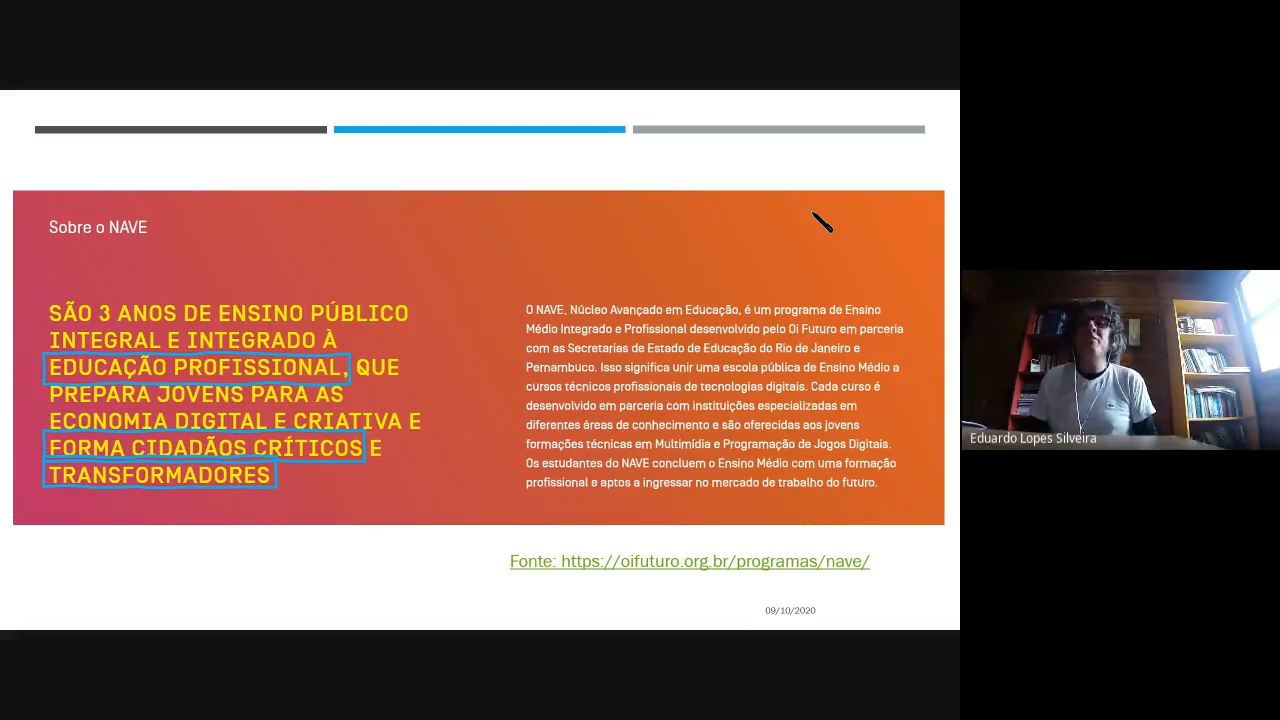 Sobre o NAVE
SÃO 3 ANOS DE ENSINO PÚBLICO
INTEGRAL E INTEGRADO À
EDUCAÇÃO PROFISSIONAL, QUE
PREPARA JOVENS PARA AS
ECONOMIA DIGITAL E CRIATIVA E
FORMA CIDADÃOS CRÍTICOS E
TRANSFORMADORES
O NAVE, Núcleo Avançado em Educação, é um programa de Ensino
Médio Integrado e Profissional desenvolvido pelo Oi Futuro em parceria
com as Secretarias de Estado de Educação do Rio de Janeiro e
Pernambuco. Isso significa unir uma escola pública de Ensino Médio a
cursos técnicos profissionais de tecnologias digitais. Cada curso é
desenvolvido em parceria com instituições especializadas em
diferentes áreas de conhecimento e são oferecidas aos jovens
formações técnicas em Multimídia e Programação de Jogos Digitais.
Os estudantes do NAVE concluem o Ensino Médio com uma formação
profissional e aptos a ingressar no mercado de trabalho do futuro.
Fonte: https://oifuturo.org.br/programas/nave/
09/10/2020
Eduardo Lopes Silveira